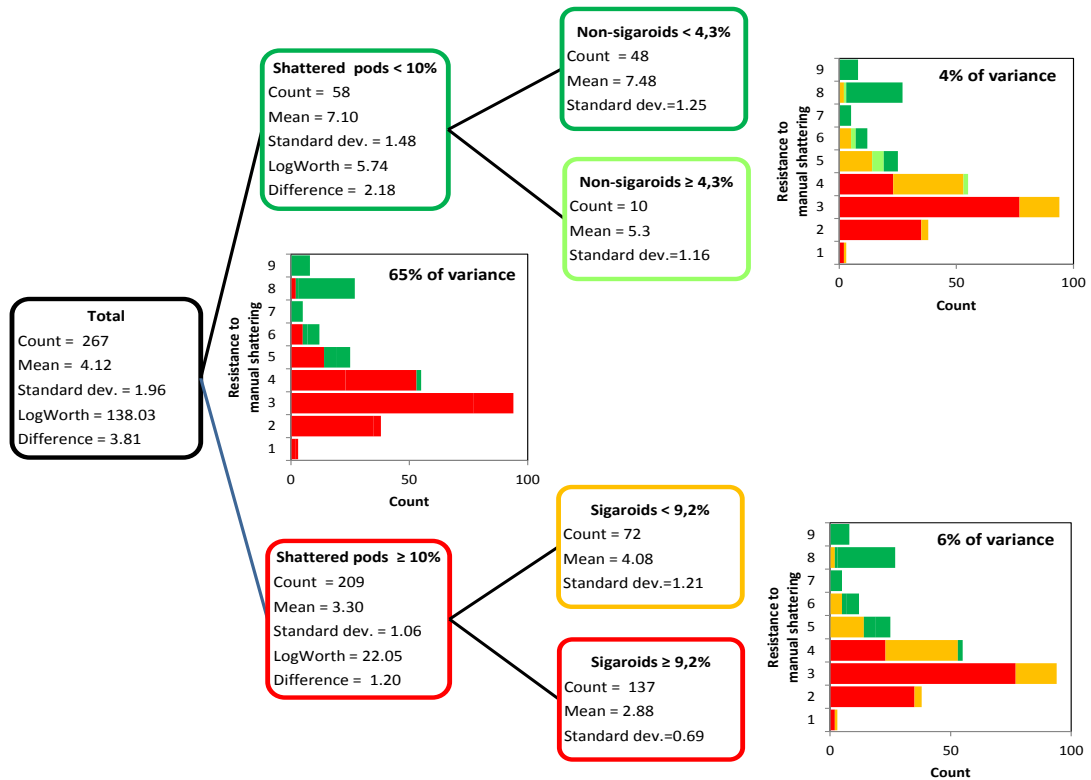 Total
Count = 267
Mean = 4.12
Standard dev. = 1.96
LogWorth = 138.03
Difference = 3.81
Shattered pods < 10%
Count = 58
Mean = 7.10
Standard dev. = 1.48
LogWorth = 5.74
Difference = 2.18
Non-sigaroids < 4,3%
Count = 48
Mean = 7.48
Standard dev.=1.25
Non-sigaroids ≥ 4,3%
Count = 10
Mean = 5.3
Standard dev.=1.16
4% of variance
Resistance to
manual shattering
9
8
7
6
5
4
3
2
1
0 50 100
Count
65% of variance
Resistance to
manual shattering
9
8
7
6
5
4
3
2
1
0 50 100
Count
Shattered pods ≥ 10%
Count = 209
Mean = 3.30
Standard dev. = 1.06
LogWorth = 22.05
Difference = 1.20
Sigaroids < 9,2%
Count = 72
Mean = 4.08
Standard dev.=1.21
Sigaroids ≥ 9,2%
Count = 137
Mean = 2.88
Standard dev.=0.69
6% of variance
Resistance to
manual shattering
9
8
7
6
5
4
3
2
1
0 50 100
Count